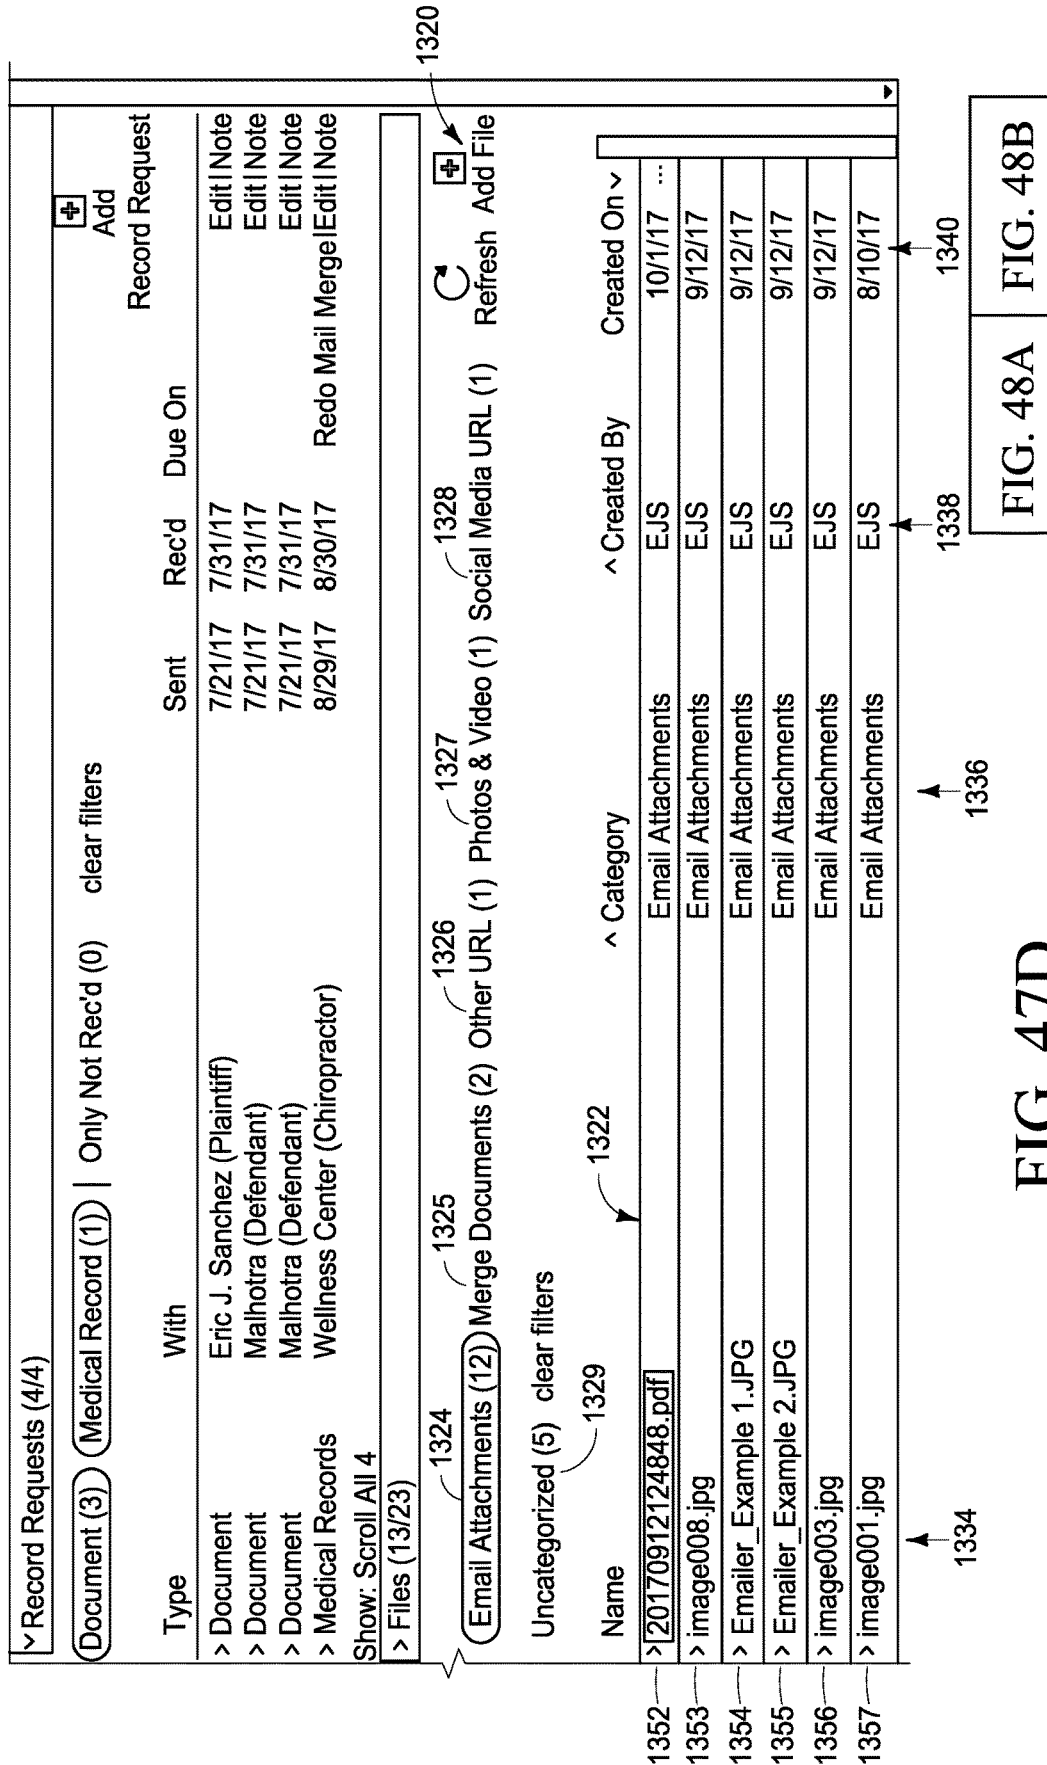 Record Requests (4/4)
Document (3) Medical Record (1) | Only Not Rec'd (0) clear filters
Add
Record Request
Type With Sent Rec'd Due On
> Document Eric J. Sanchez (Plaintiff) 7/21/17 7/31/17 Edit | Note
> Document Malhotra (Defendant) 7/21/17 7/31/17 Edit | Note
> Document Malhotra (Defendant) 7/21/17 7/31/17 Edit | Note
> Medical Records Wellness Center (Chiropractor) 8/29/17 8/30/17 Redo Mail Merge|Edit | Note
Show: Scroll All 4
> Files (13/23)
1324 1325 1326 1327 1328 1320
Email Attachments (12) Merge Documents (2) Other URL (1) Photos & Video (1) Social Media URL (1) Refresh Add File
Uncategorized (5) clear filters
1329 1322
Name ^ Category ^ Created By Created On
1352 > 20170912124848.pdf Email Attachments EJS 10/1/17 ...
1353 > image008.jpg Email Attachments EJS 9/12/17
1354 > Emailer_Example 1.JPG Email Attachments EJS 9/12/17
1355 > Emailer_Example 2.JPG Email Attachments EJS 9/12/17
1356 > image003.jpg Email Attachments EJS 9/12/17
1357 > image001.jpg Email Attachments EJS 8/10/17
1334 1336 1338 1340
FIG. 48A FIG. 48B
FIG. 47D